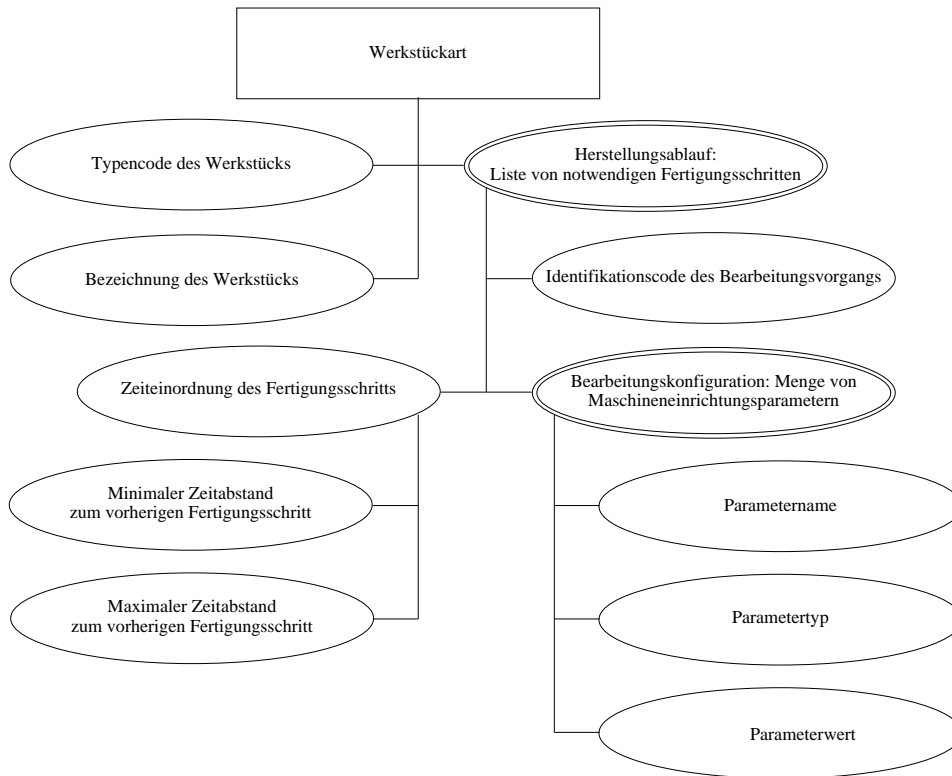 Werkstückart
Typencode des Werkstücks
Herstellungsablauf:
Liste von notwendigen Fertigungsschritten
Bezeichnung des Werkstücks
Identifikationscode des Bearbeitungsvorgangs
Zeiteinordnung des Fertigungsschritts
Bearbeitungskonfiguration: Menge von
Maschineneinrichtungsparametern
Minimaler Zeitabstand
zum vorherigen Fertigungsschritt
Parametername
Maximaler Zeitabstand
zum vorherigen Fertigungsschritt
Parametertyp
Parameterwert